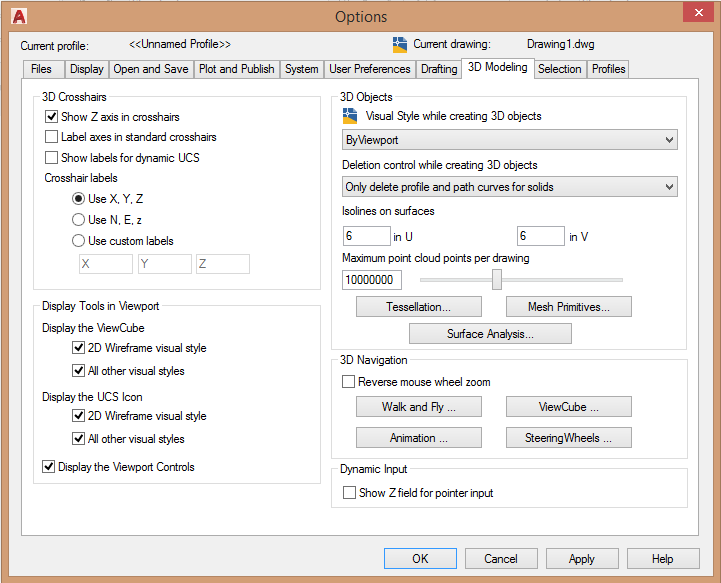 Options
Current profile: <<Unnamed Profile>> Current drawing: Drawing1.dwg
Files Display Open and Save Plot and Publish System User Preferences Drafting 3D Modeling Selection Profiles
3D Crosshairs
Show Z axis in crosshairs
Label axes in standard crosshairs
Show labels for dynamic UCS
Crosshair labels
Use X, Y, Z
Use N, E, z
Use custom labels
X Y Z
Display Tools in Viewport
Display the ViewCube
2D Wireframe visual style
All other visual styles
Display the UCS Icon
2D Wireframe visual style
All other visual styles
Display the Viewport Controls
3D Objects
Visual Style while creating 3D objects
ByViewport
Deletion control while creating 3D objects
Only delete profile and path curves for solids
Isolines on surfaces
6 in U 6 in V
Maximum point cloud points per drawing
10000000
Tessellation... Mesh Primitives...
Surface Analysis...
3D Navigation
Reverse mouse wheel zoom
Walk and Fly ... ViewCube ...
Animation ... SteeringWheels ...
Dynamic Input
Show Z field for pointer input
OK Cancel Apply Help